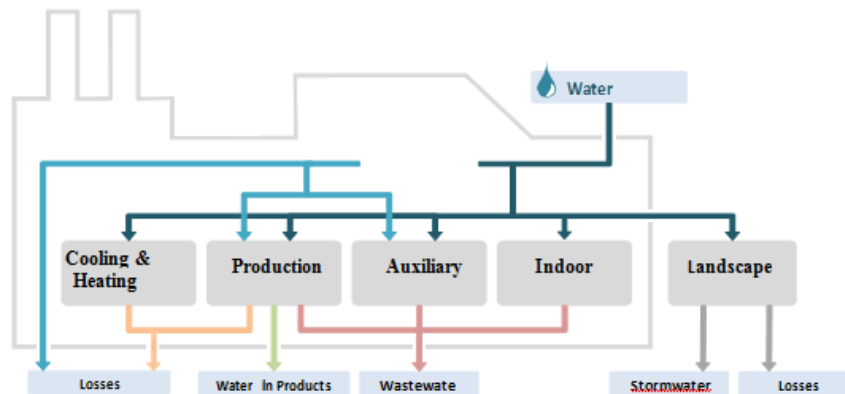 Water
Cooling &
Heating
Production
Auxiliary
Indoor
Landscape
Losses
Water in Products
Wastewate
Stormwater
Losses